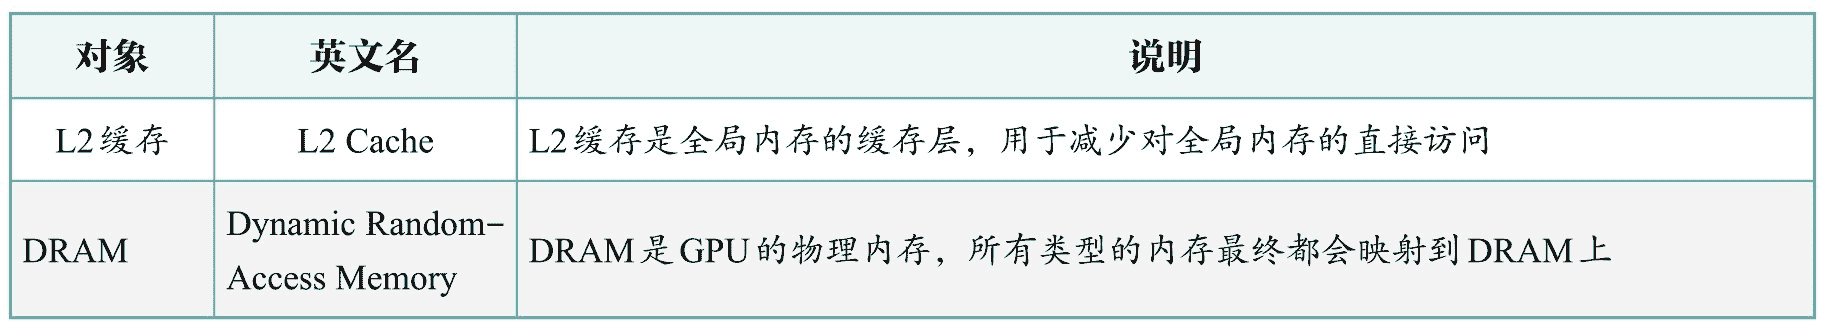 对象 英文名 说明
L2缓存 L2 Cache L2缓存是全局内存的缓存层，用于减少对全局内存的直接访问
DRAM Dynamic Random-
Access Memory DRAM是GPU的物理内存，所有类型的内存最终都会映射到DRAM上